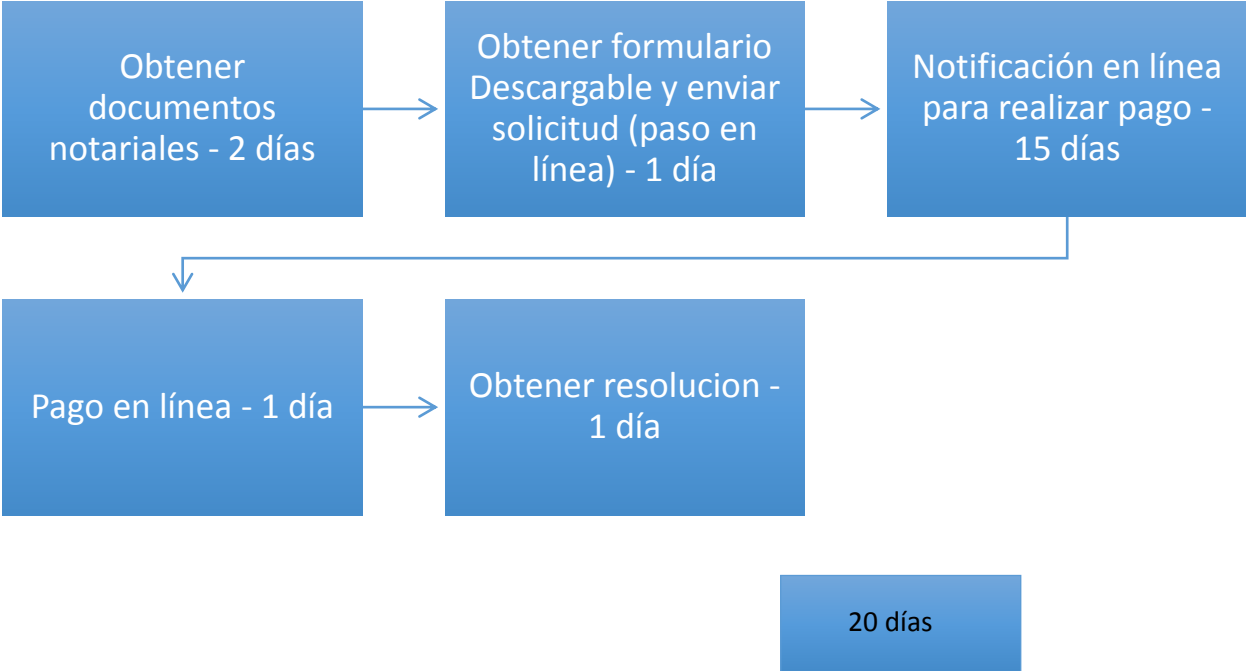 Obtener
documentos
notariales - 2 días
Obtener formulario
Descargable y enviar
solicitud (paso en
línea) - 1 día
Notificación en línea
para realizar pago -
15 días
Pago en línea - 1 día
Obtener resolucion -
1 día
20 días